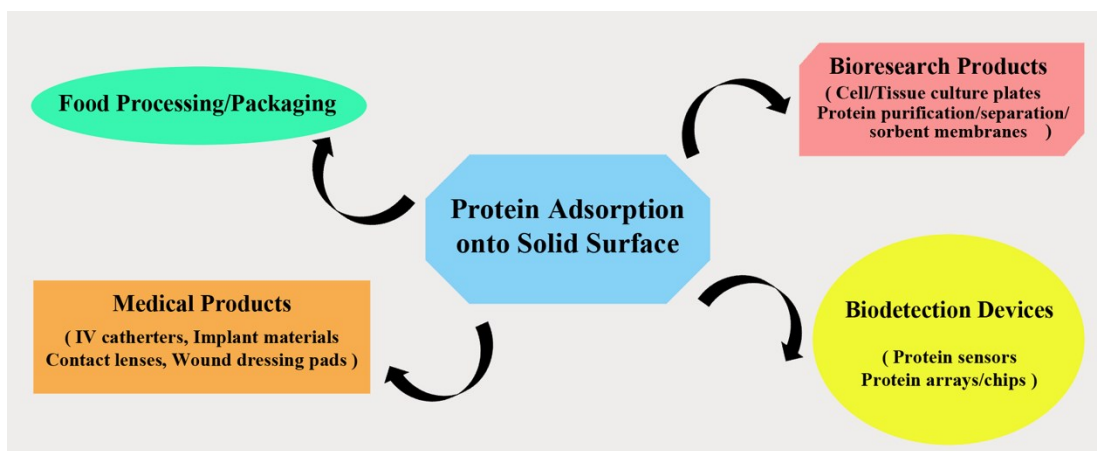 Food Processing/Packaging
Bioresearch Products
( Cell/Tissue culture plates
Protein purification/separation/
sorbent membranes )
Protein Adsorption
onto Solid Surface
Medical Products
( IV catherters, Implant materials
Contact lenses, Wound dressing pads )
Biodetection Devices
( Protein sensors
Protein arrays/chips )